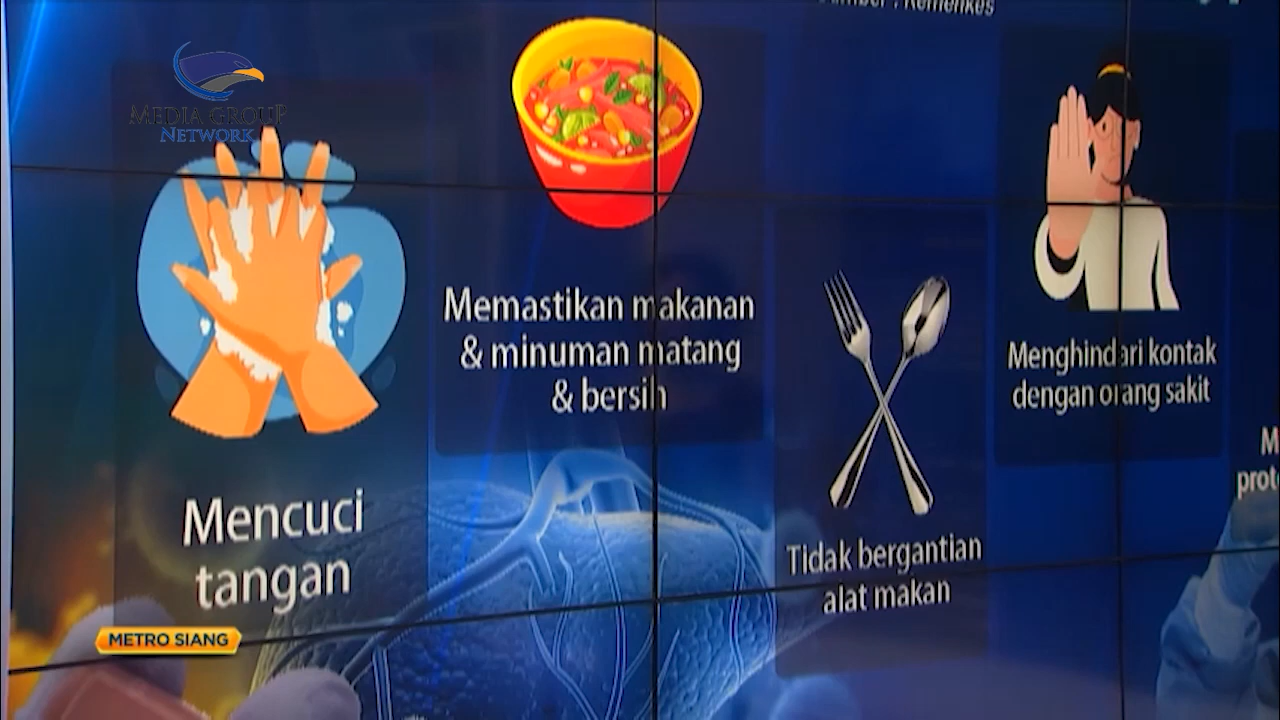 Kemenkes
MEDIA GROUP
NETWORK
Memastikan makanan
& minuman matang
& bersih
Menghindari kontak
dengan orang sakit
Mencuci
tangan
Tidak bergantian
alat makan
METRO SIANG